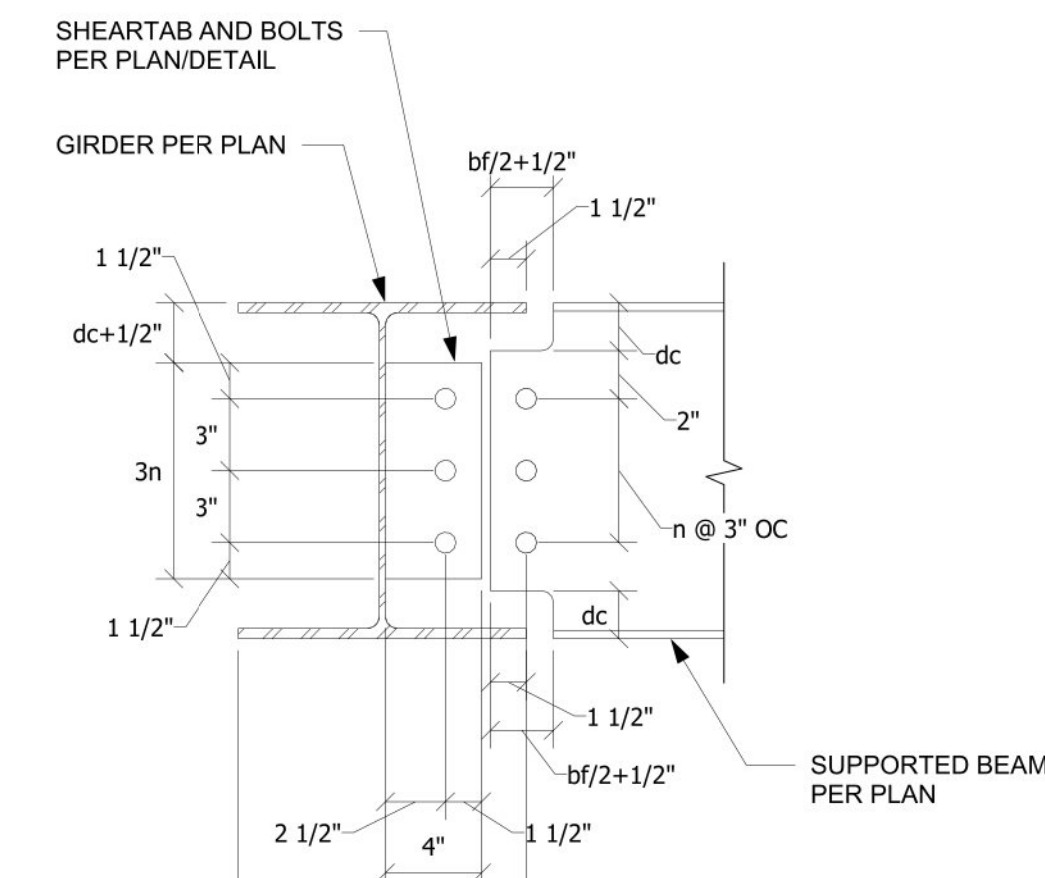 SHEARTAB AND BOLTS
PER PLAN/DETAIL
GIRDER PER PLAN
bf/2+1/2"
1 1/2"
1 1/2"
dc+1/2"
dc
2"
3"
3n
3"
n @ 3" OC
dc
1 1/2"
1 1/2"
bf/2+1/2"
SUPPORTED BEAM
PER PLAN
2 1/2"
4"
1 1/2"